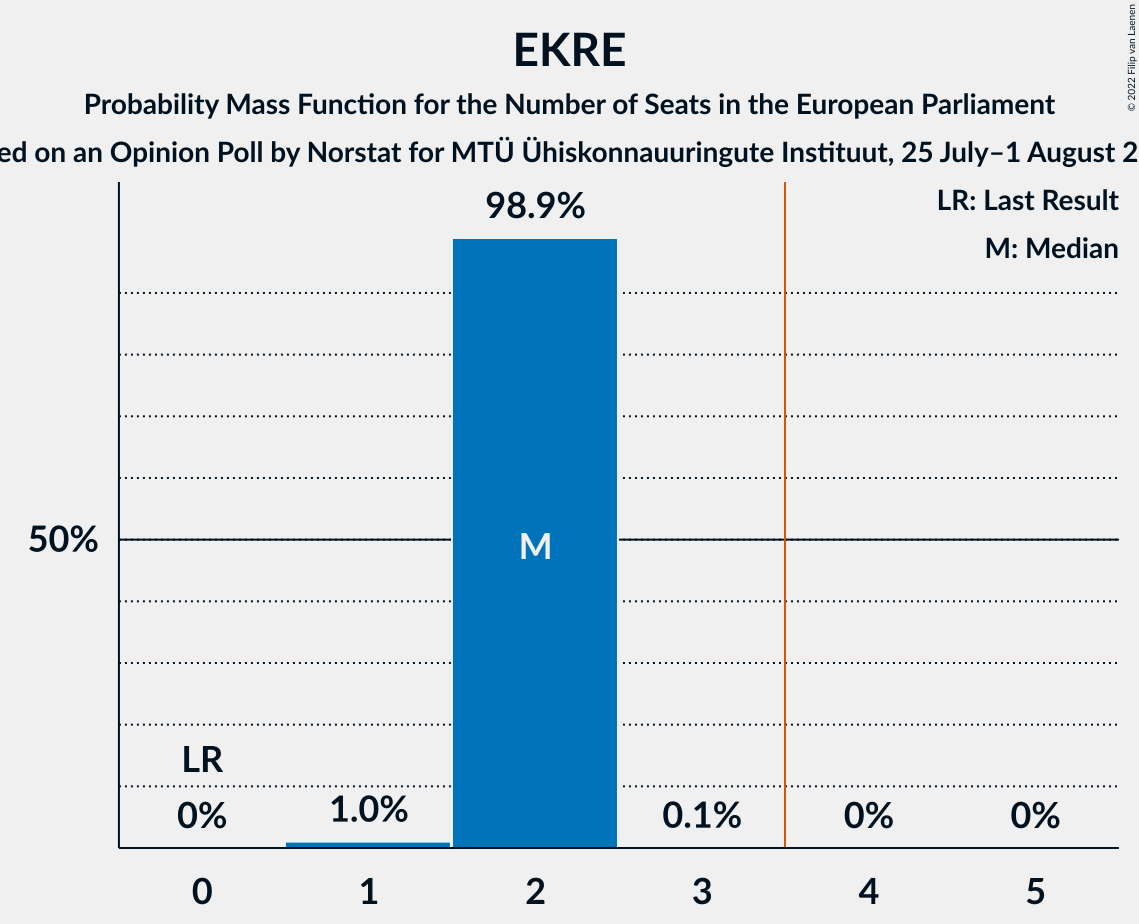 EKRE
Probability Mass Function for the Number of Seats in the European Parliament
ed on an Opinion Poll by Norstat for MTÜ Ühiskonnauuringute Instituut, 25 July–1 August 2
© 2022 Filip van Laenen
LR: Last Result
M: Median
98.9%
50%
M
LR
0%
1.0%
0.1%
0%
0%
0 1 2 3 4 5